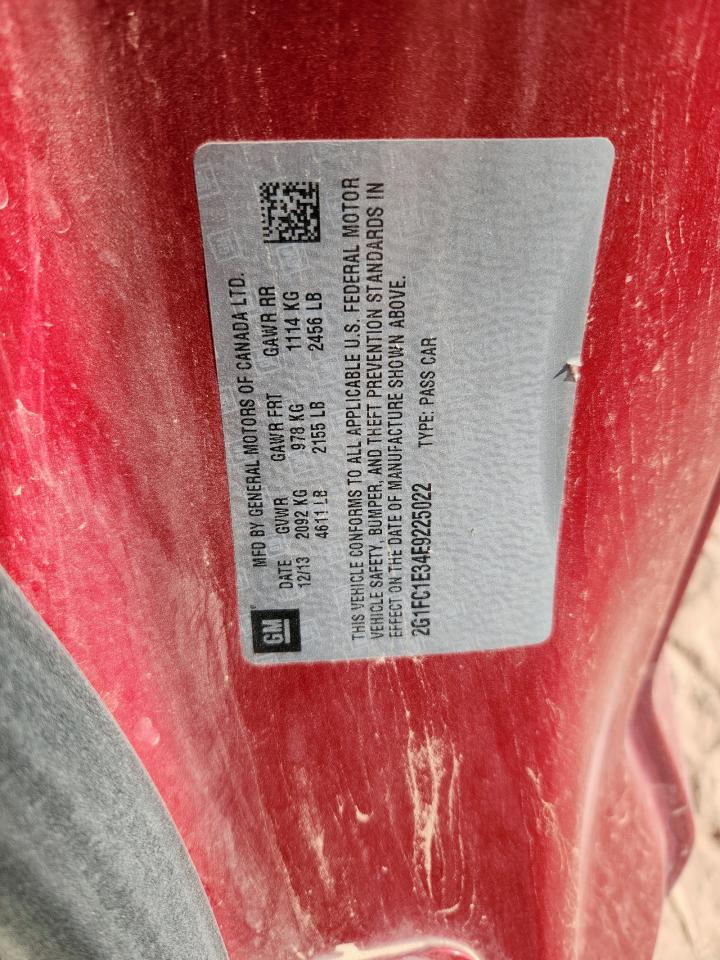 GM
MFD BY GENERAL MOTORS OF CANADA LTD.
DATE GVWR GAWR FRT GAWR RR
12/13 2092 KG 978 KG 1114 KG
4611 LB 2155 LB 2456 LB
THIS VEHICLE CONFORMS TO ALL APPLICABLE U.S. FEDERAL MOTOR
VEHICLE SAFETY, BUMPER, AND THEFT PREVENTION STANDARDS IN
EFFECT ON THE DATE OF MANUFACTURE SHOWN ABOVE.
2G1FC1E34E9225022 TYPE: PASS CAR